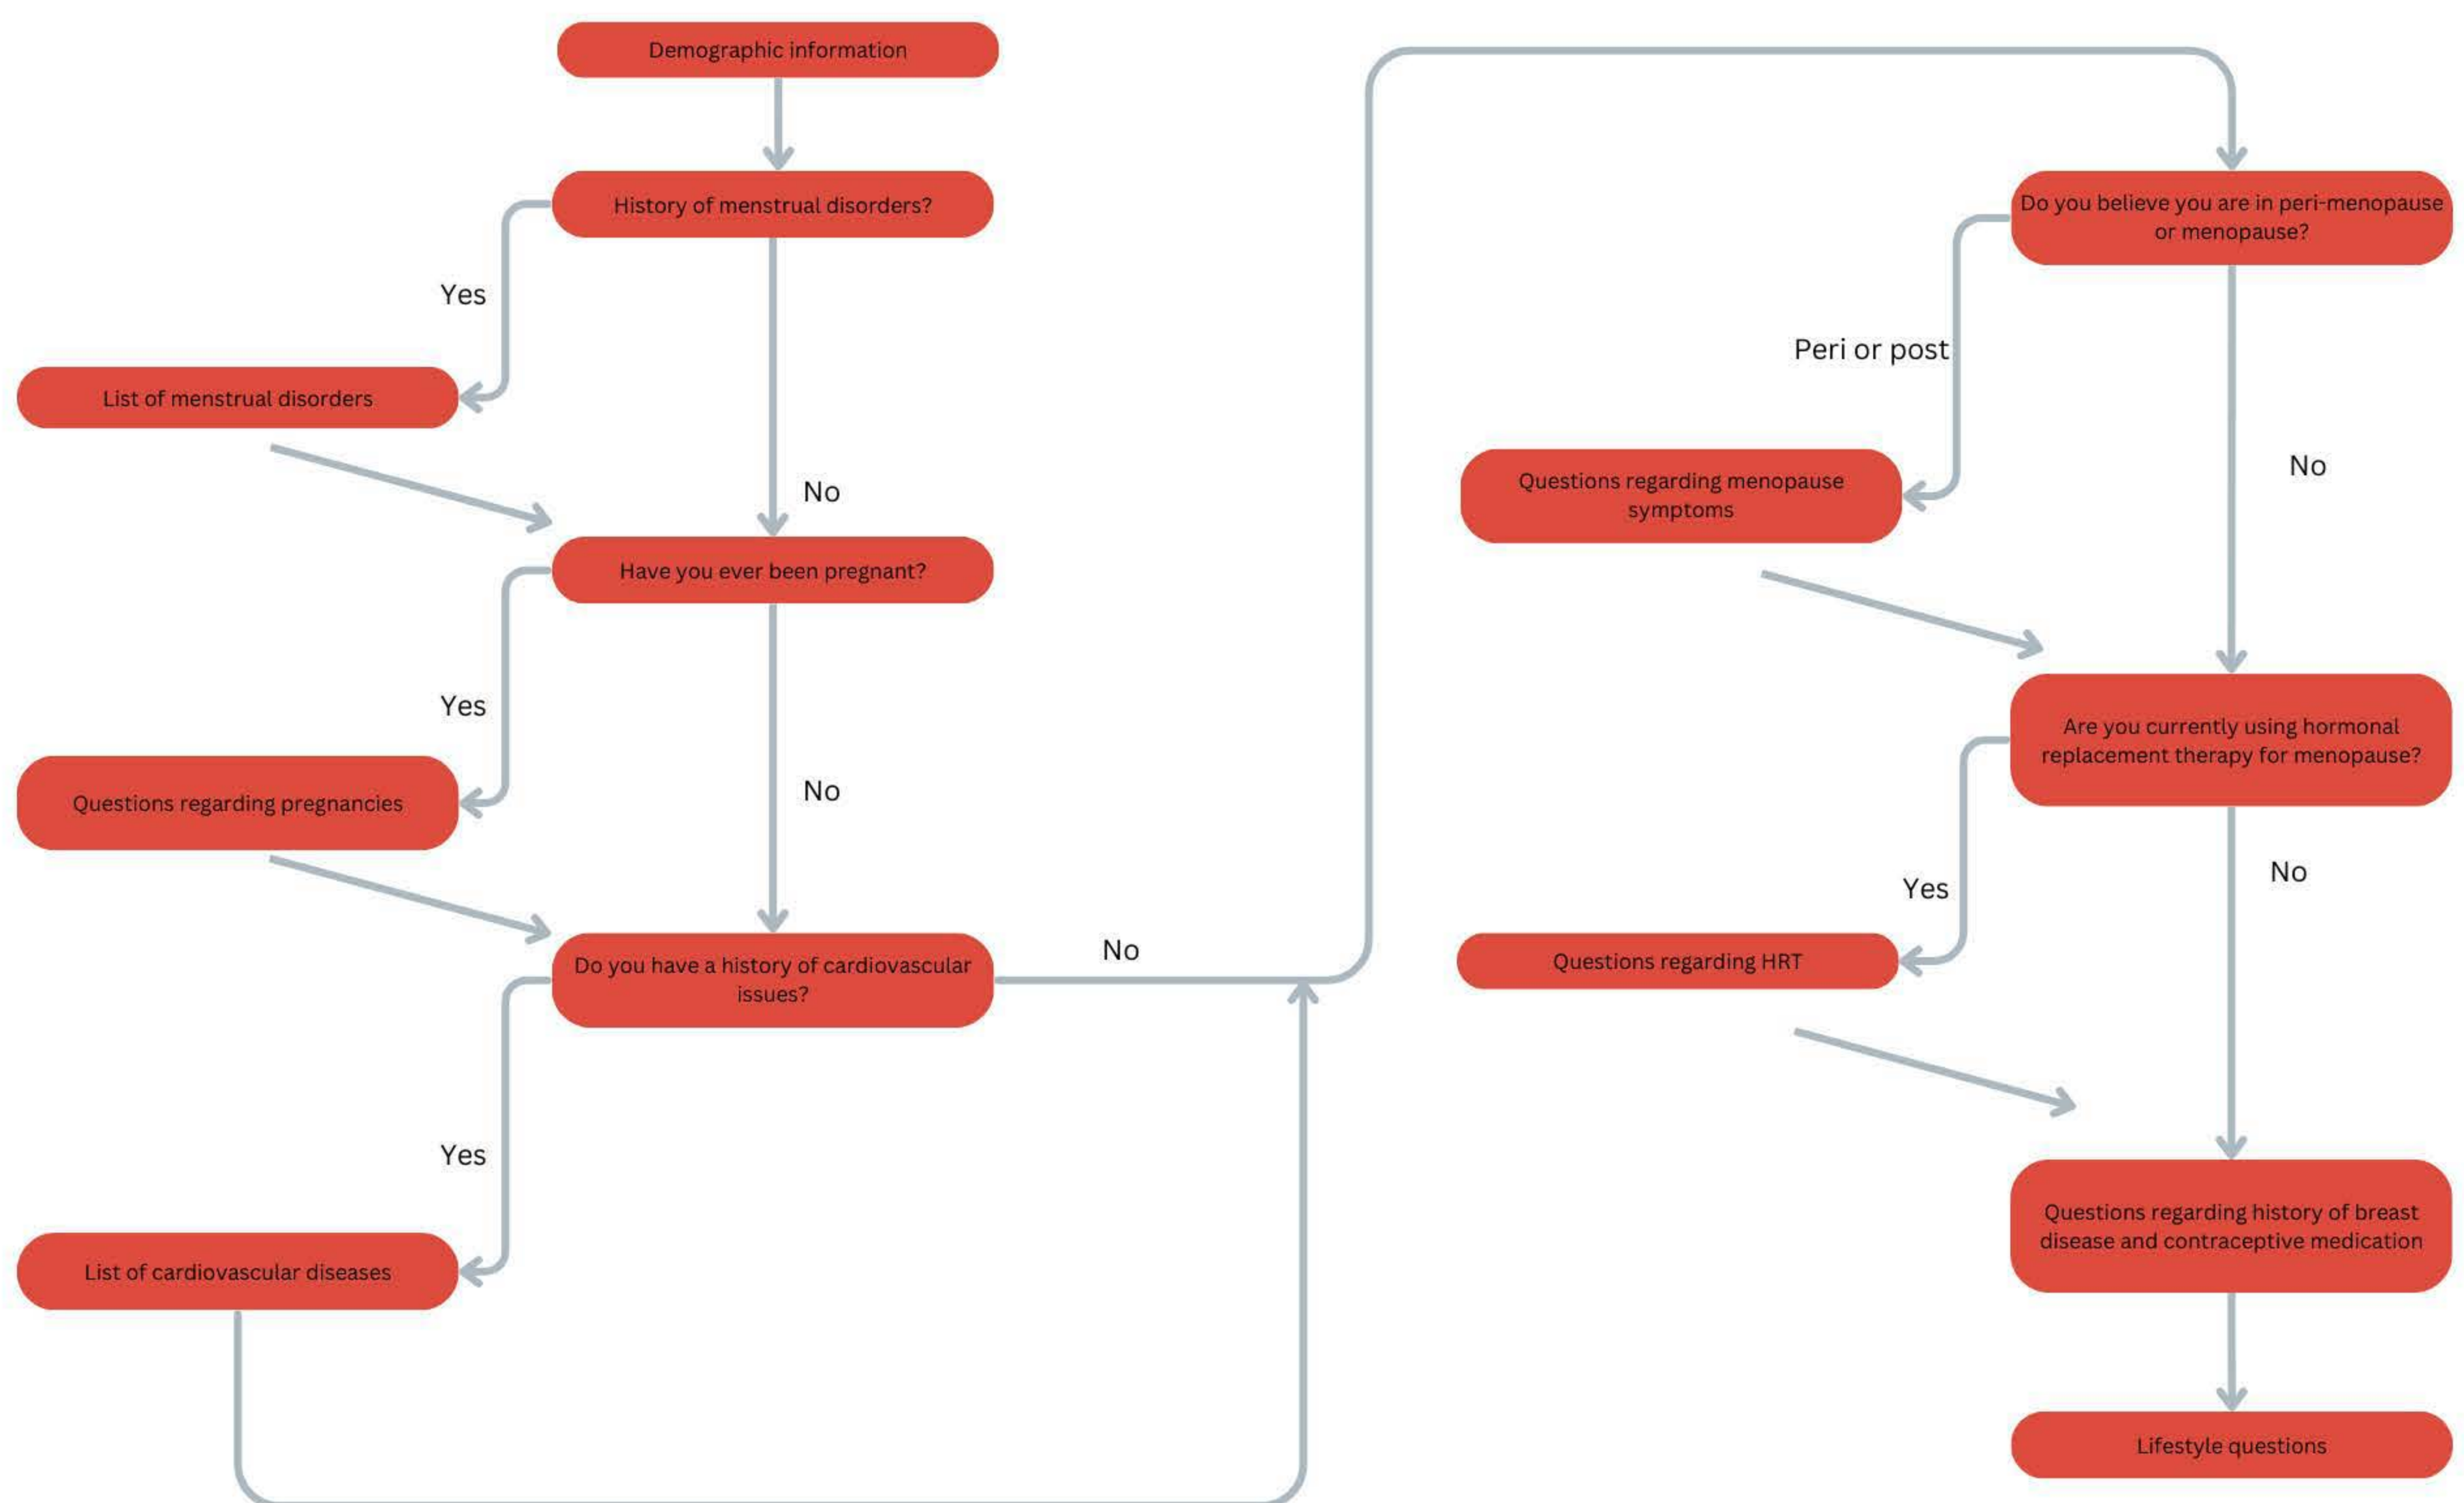 Demographic information
History of menstrual disorders?
Yes
List of menstrual disorders
No
Have you ever been pregnant?
Yes
No
Questions regarding pregnancies
Do you have a history of cardiovascular
issues?
No
Yes
List of cardiovascular diseases
Do you believe you are in peri-menopause
or menopause?
Peri or post
No
Questions regarding menopause
symptoms
Are you currently using hormonal
replacement therapy for menopause?
Yes
No
Questions regarding HRT
Questions regarding history of breast
disease and contraceptive medication
Lifestyle questions